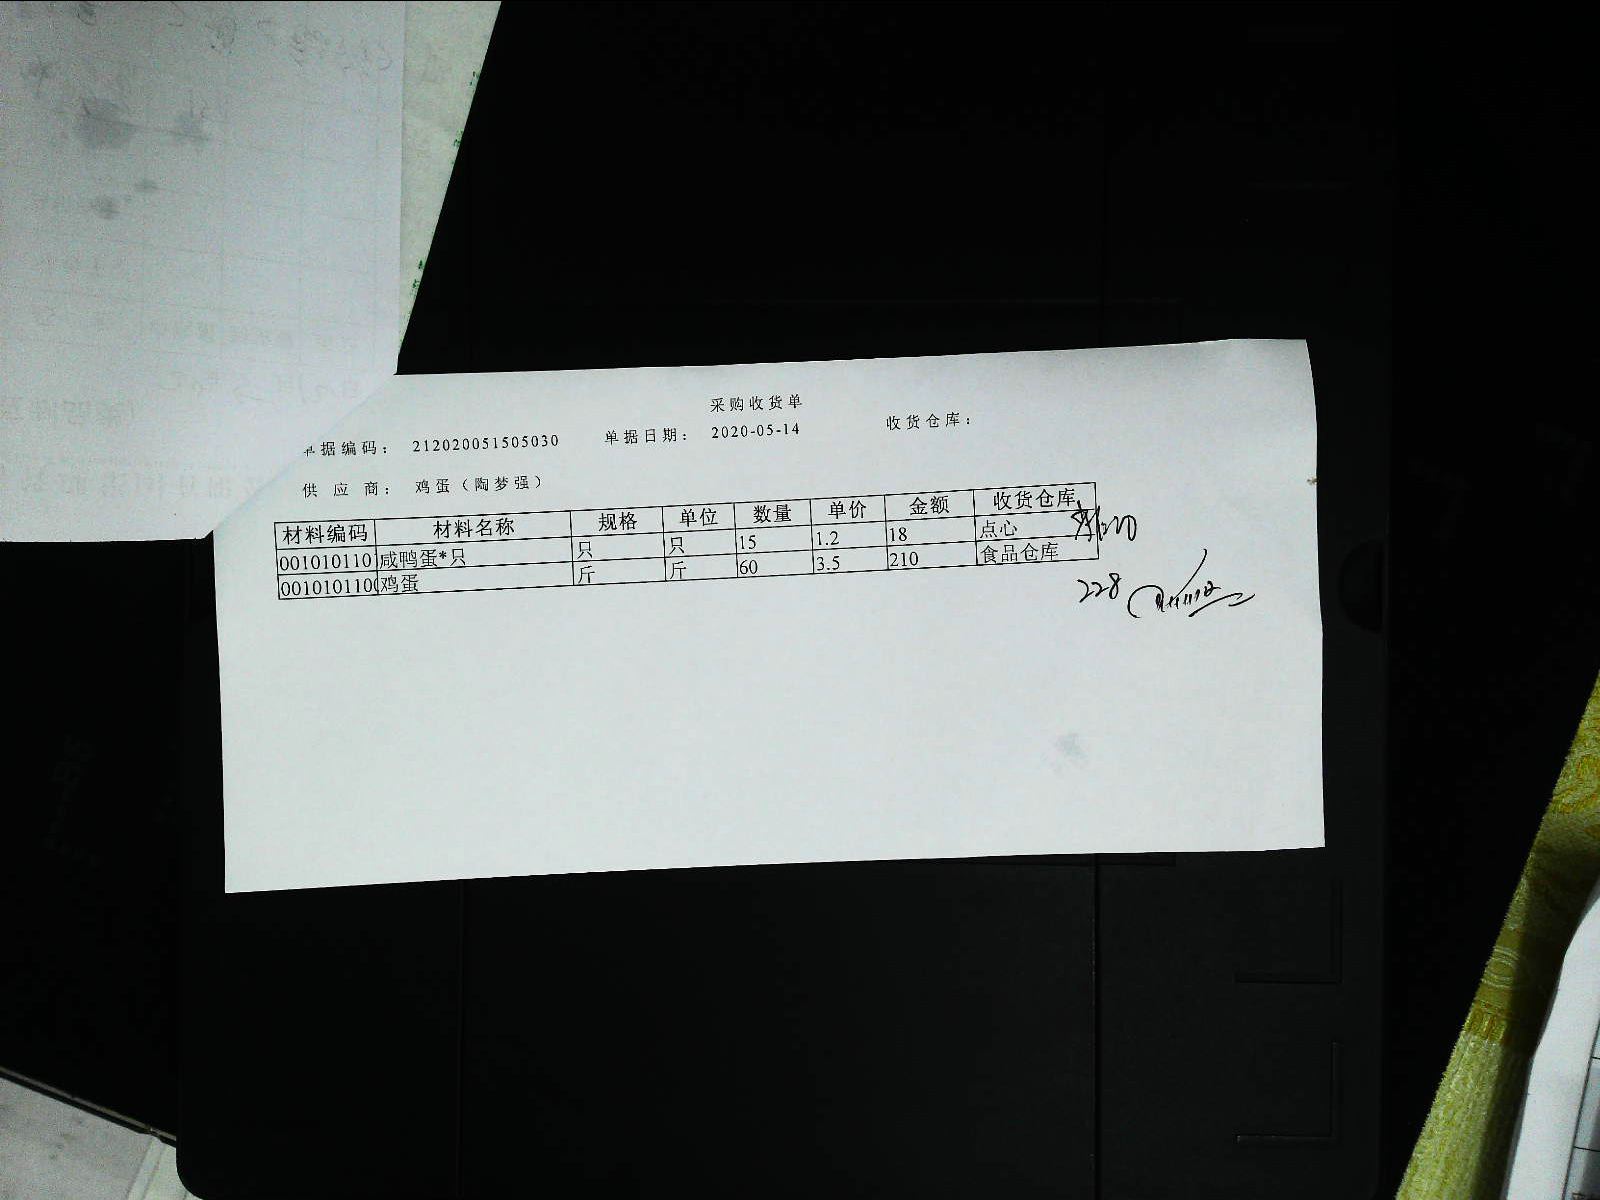 采购收货单
单据编码： 212020051505030 单据日期： 2020-05-14 收货仓库：
供应商： 鸡蛋（陶梦强）
材料编码 材料名称 规格 单位 数量 单价 金额 收货仓库
001010110 咸鸭蛋*只 只 只 15 1.2 18 点心
001010110 鸡蛋 斤 斤 60 3.5 210 食品仓库
228